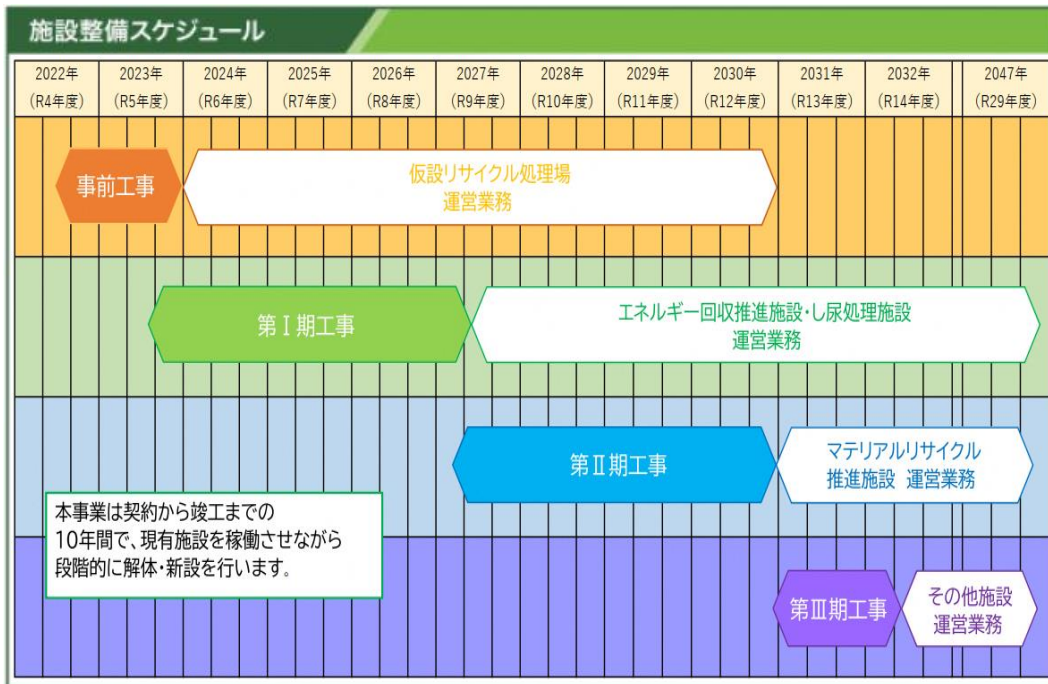 施設整備スケジュール
2022年 2023年 2024年 2025年 2026年 2027年 2028年 2029年 2030年 2031年 2032年 2047年
(R4年度) (R5年度) (R6年度) (R7年度) (R8年度) (R9年度) (R10年度) (R11年度) (R12年度) (R13年度) (R14年度) (R29年度)
事前工事
仮設リサイクル処理場
運営業務
第Ⅰ期工事
エネルギー回収推進施設・し尿処理施設
運営業務
第Ⅱ期工事
マテリアルリサイクル
推進施設 運営業務
本事業は契約から竣工までの
10年間で、現有施設を稼働させながら
段階的に解体・新設を行います。
第Ⅲ期工事
その他施設
運営業務